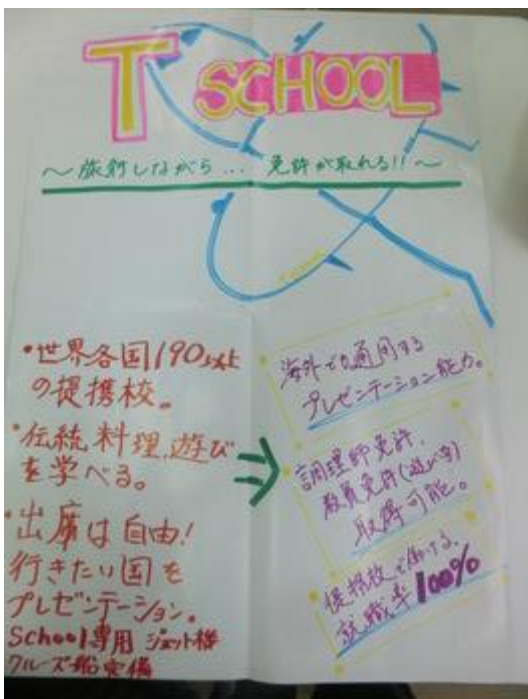 T SCHOOL
～旅行しながら... 免許が取れる!!～
・世界各国190以上
の提携校。
・伝統料理、遊び
を学べる。
・出席は自由!
行きたい国を
プレゼンテーション。
School専用 ジェット機
クルーズ船完備
海外でも通用する
プレゼンテーション能力。
調理師免許、
教員免許(遊び学)
取得可能。
提携校で働ける、
就職率100%